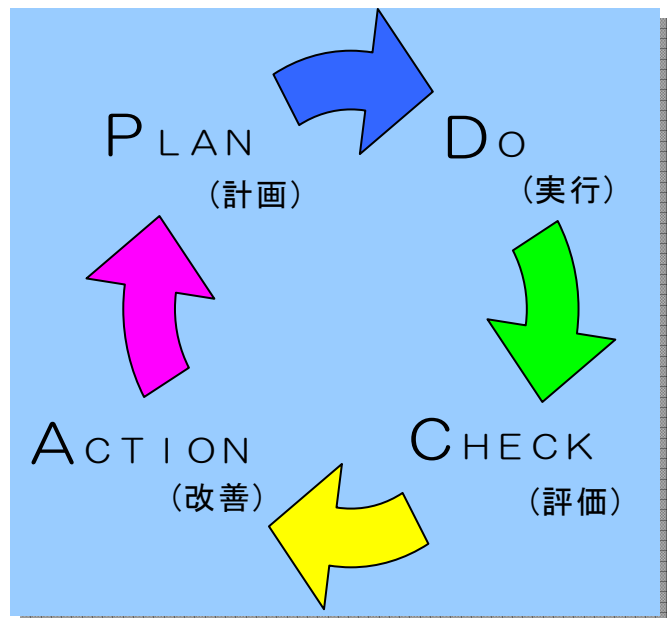 PLAN
（計画）
DO
（実行）
CHECK
（評価）
ACTION
（改善）